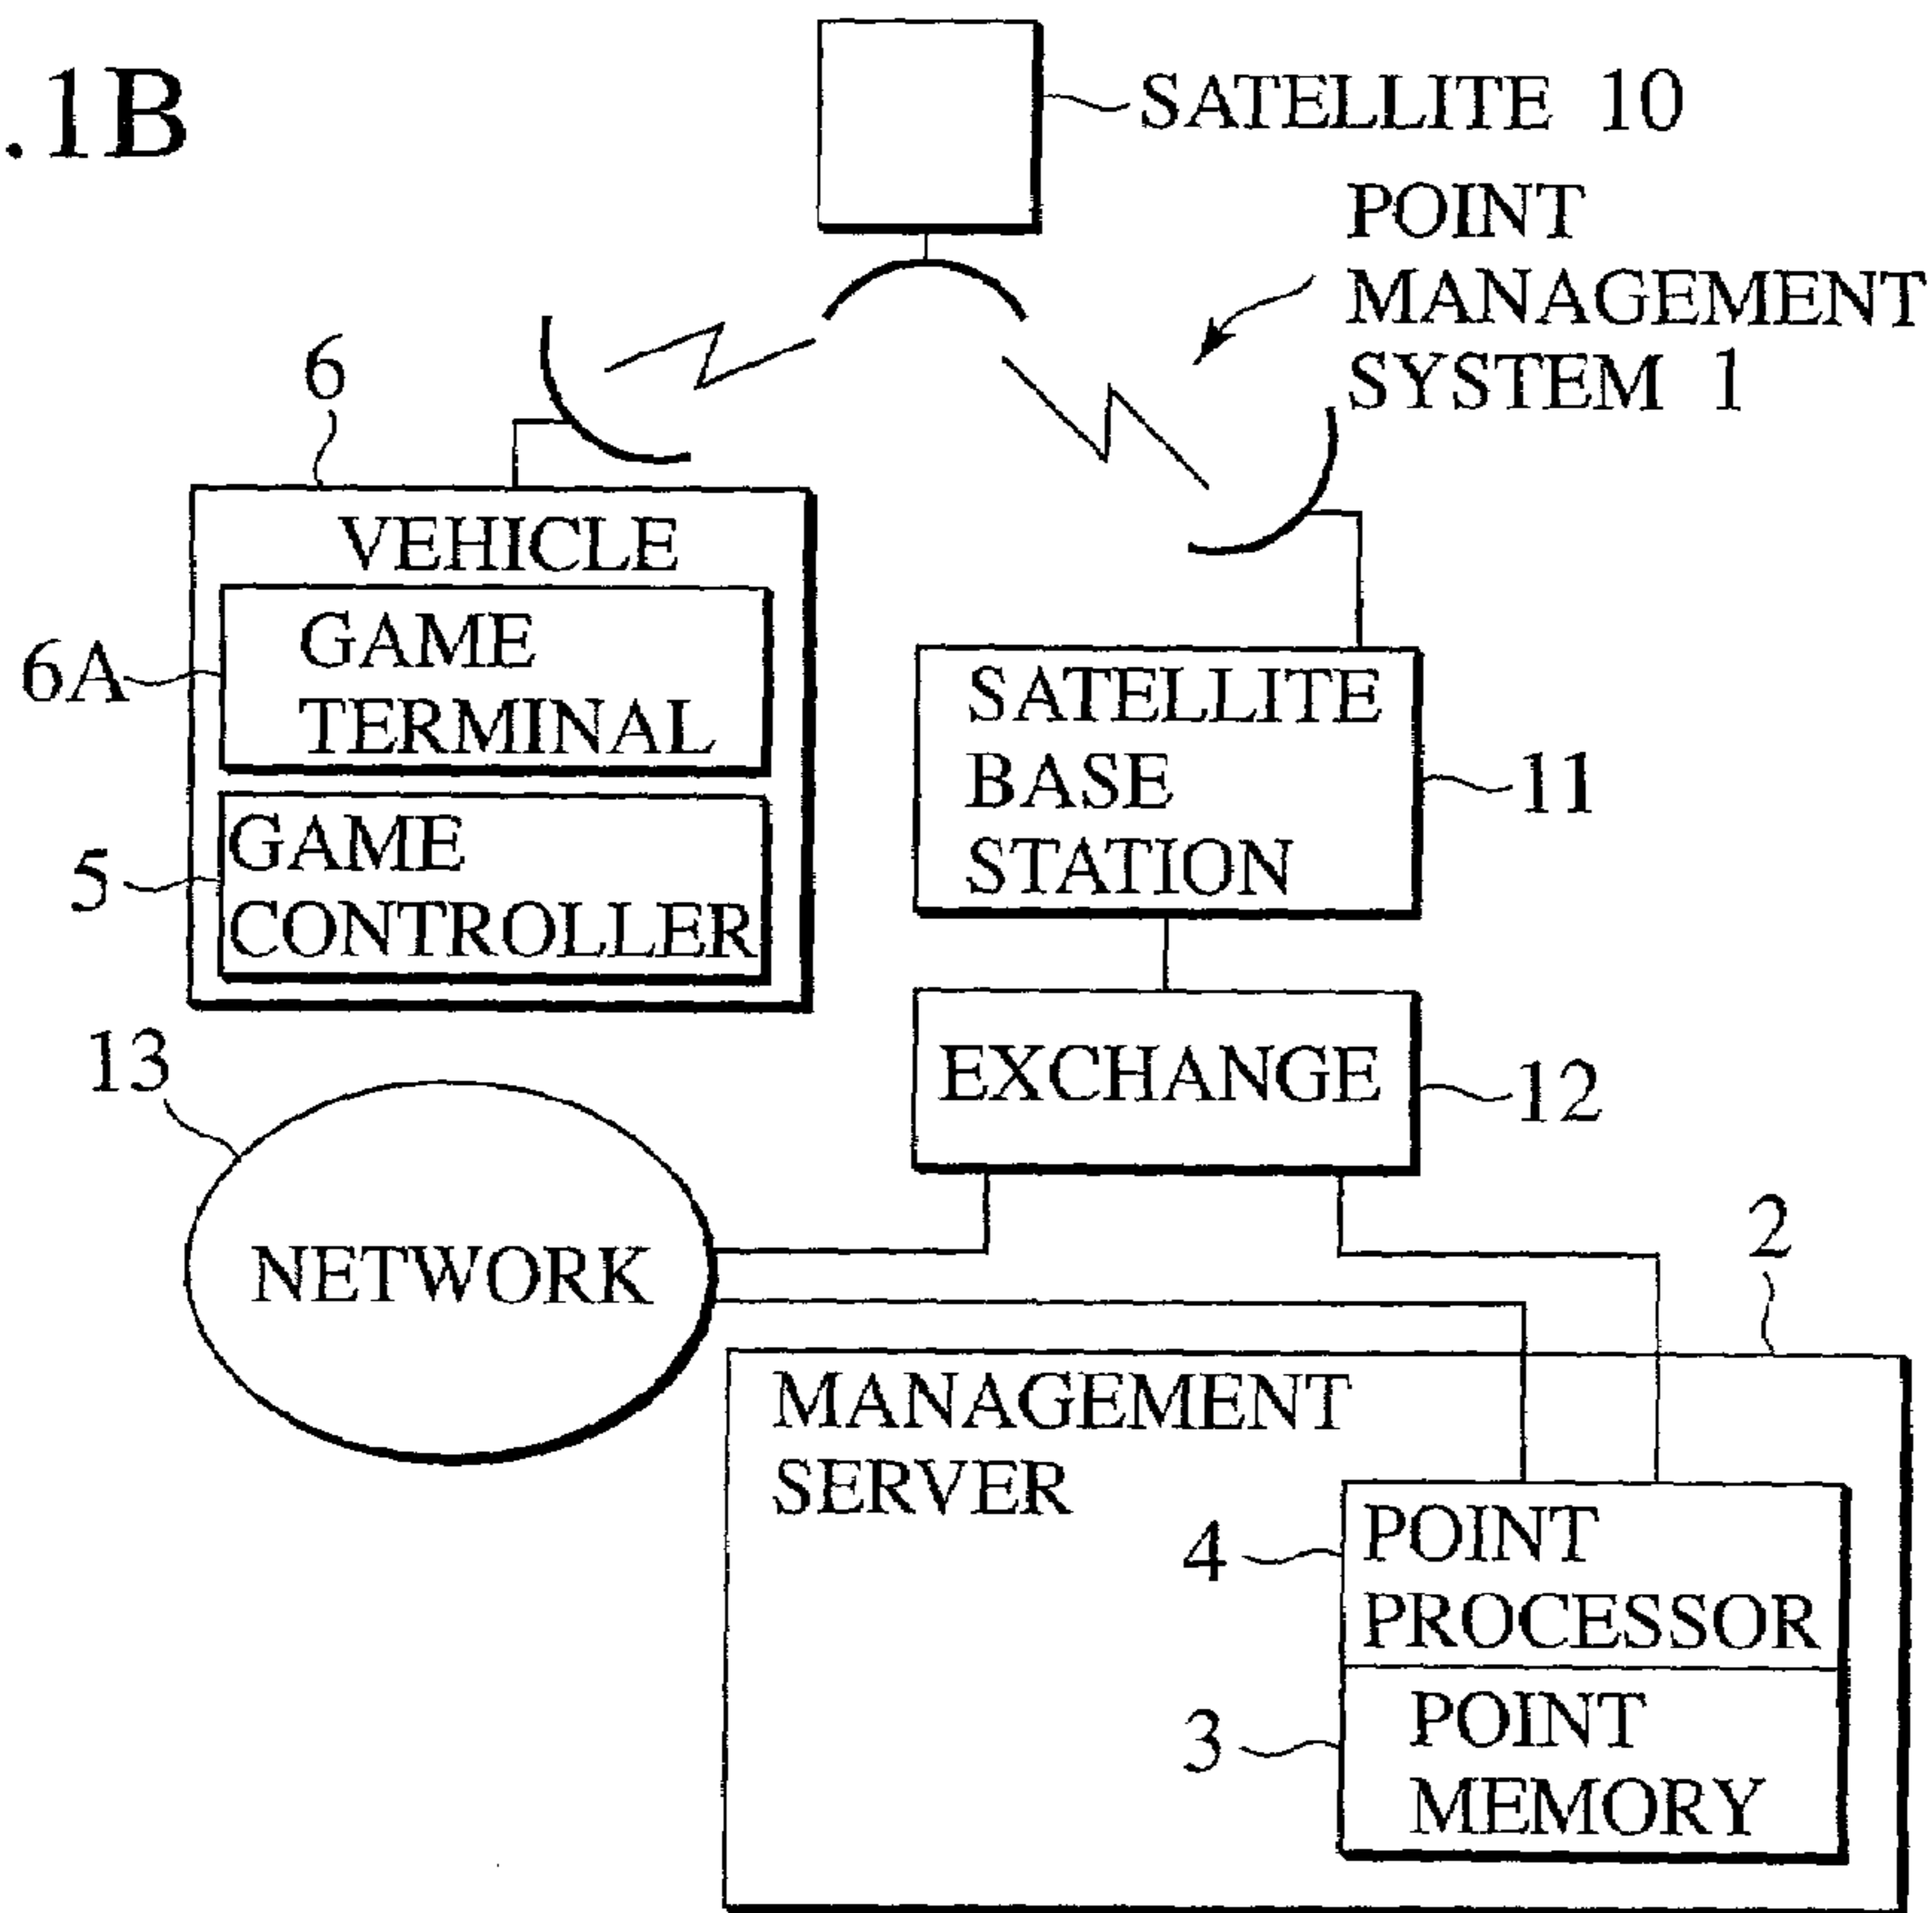 .1B
SATELLITE 10
POINT
MANAGEMENT
SYSTEM 1
6
VEHICLE
GAME
TERMINAL
6A
GAME
CONTROLLER
5
SATELLITE
BASE
STATION
11
EXCHANGE
12
13
NETWORK
2
MANAGEMENT
SERVER
4
POINT
PROCESSOR
3
POINT
MEMORY